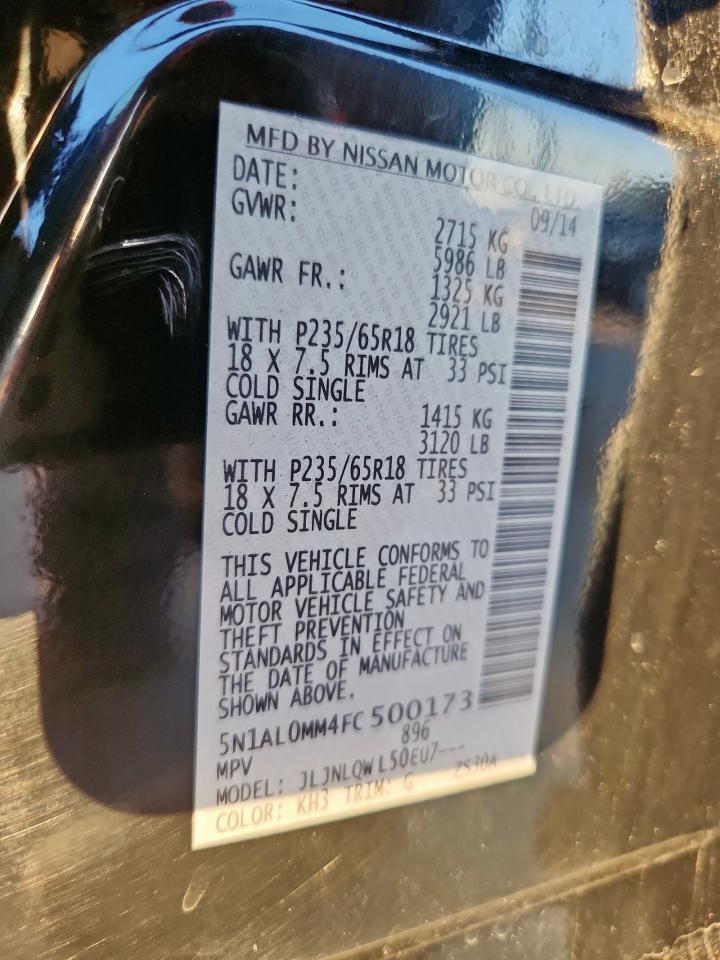 MFD BY NISSAN MOTOR CO., LTD.
DATE: 09/14
GVWR: 2715 KG
5986 LB
GAWR FR.: 1325 KG
2921 LB
WITH P235/65R18 TIRES
18 X 7.5 RIMS AT 33 PSI
COLD SINGLE
GAWR RR.: 1415 KG
3120 LB
WITH P235/65R18 TIRES
18 X 7.5 RIMS AT 33 PSI
COLD SINGLE
THIS VEHICLE CONFORMS TO
ALL APPLICABLE FEDERAL
MOTOR VEHICLE SAFETY AND
THEFT PREVENTION
STANDARDS IN EFFECT ON
THE DATE OF MANUFACTURE
SHOWN ABOVE.
5N1AL0MM4FC 500173
MPV 896
MODEL: JLJNLQW L50EU7---
COLOR: KH3 TRIM: G ZS30A